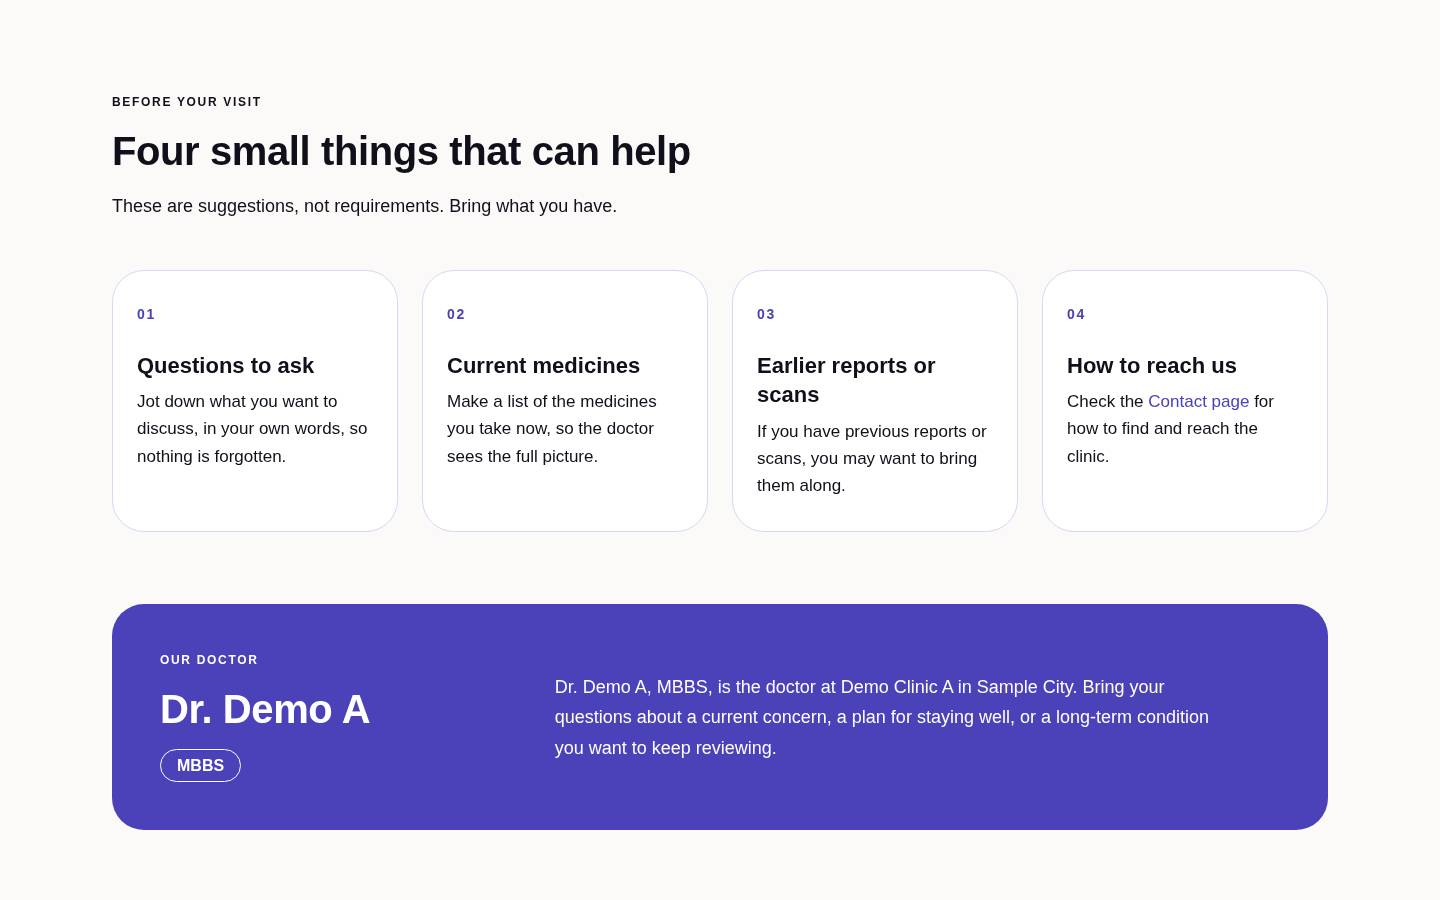 BEFORE YOUR VISIT
Four small things that can help
These are suggestions, not requirements. Bring what you have.
01
Questions to ask
Jot down what you want to
discuss, in your own words, so
nothing is forgotten.
02
Current medicines
Make a list of the medicines
you take now, so the doctor
sees the full picture.
03
Earlier reports or
scans
If you have previous reports or
scans, you may want to bring
them along.
04
How to reach us
Check the Contact page for
how to find and reach the
clinic.
OUR DOCTOR
Dr. Demo A
MBBS
Dr. Demo A, MBBS, is the doctor at Demo Clinic A in Sample City. Bring your
questions about a current concern, a plan for staying well, or a long-term condition
you want to keep reviewing.